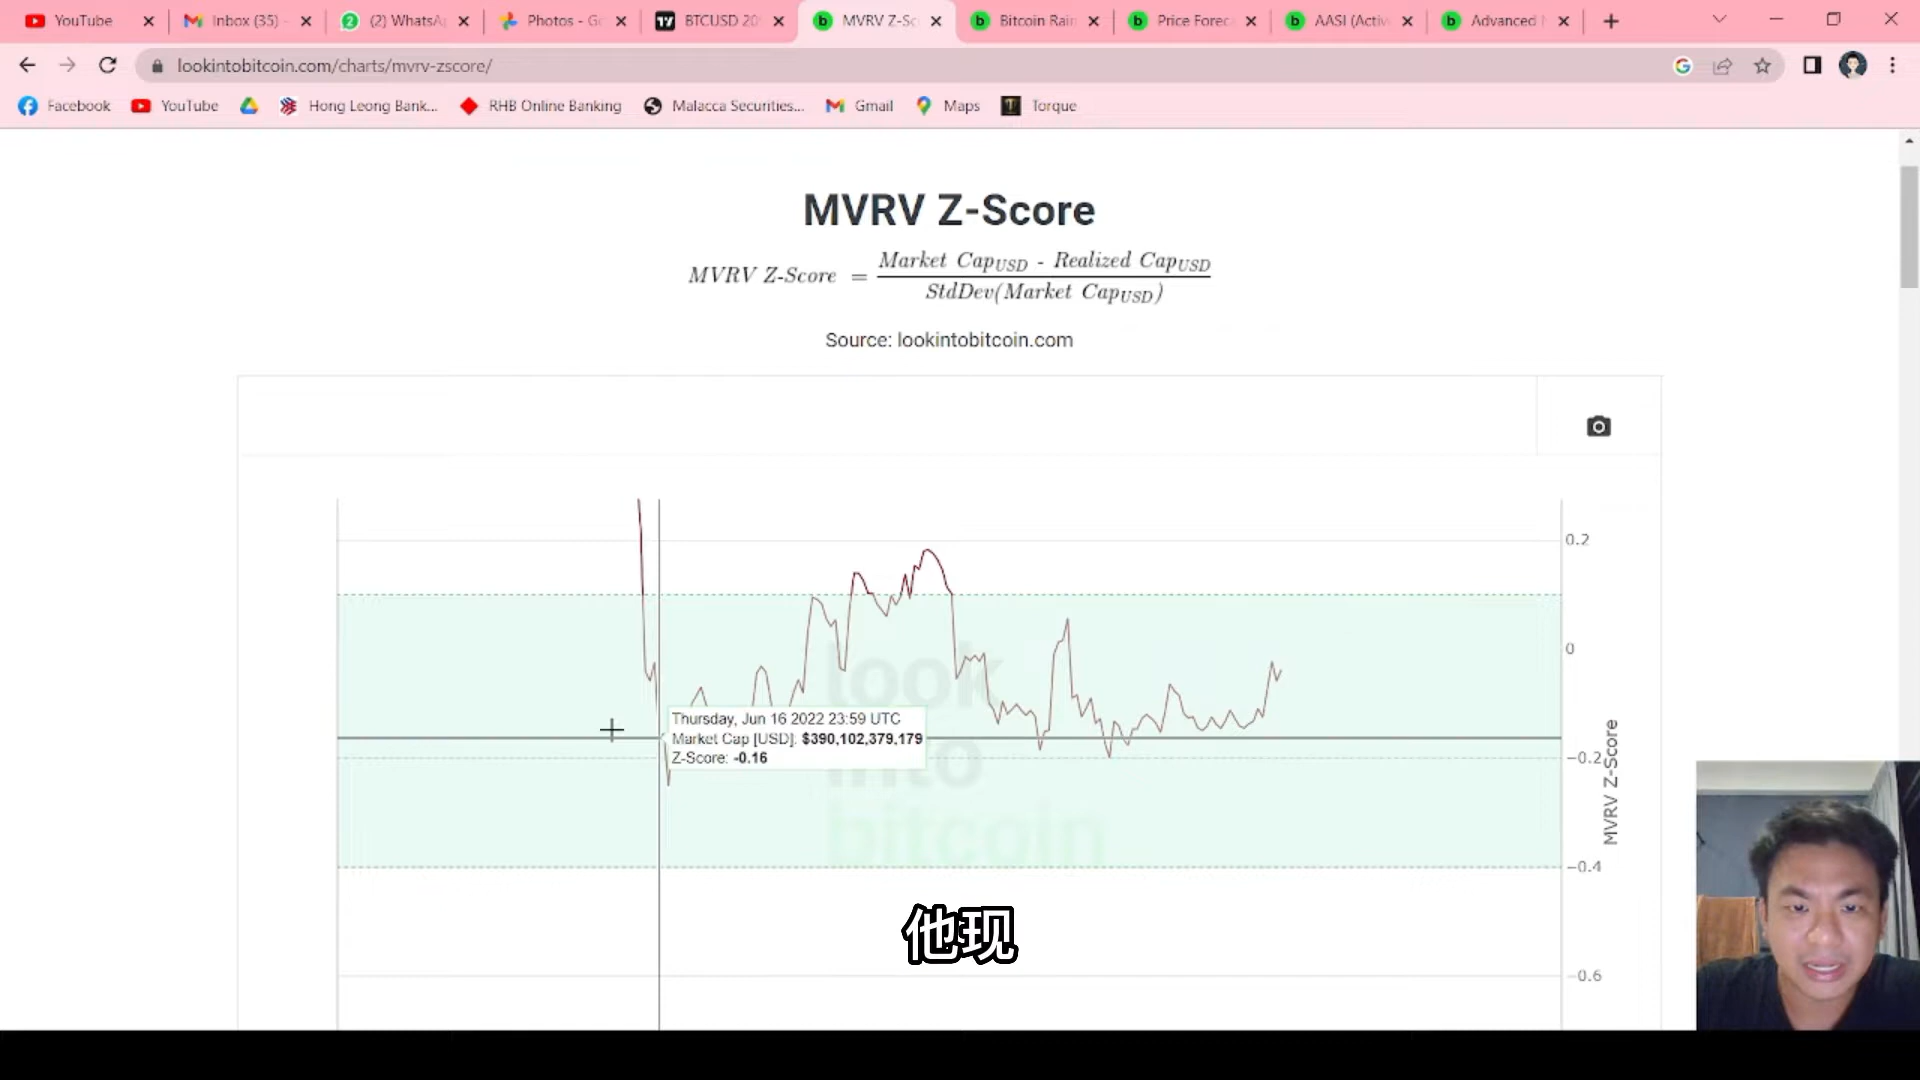 YouTube
Inbox (35)
(2) WhatsA
Photos - Go
BTCUSD 20
MVRV Z-Sc
Bitcoin Rain
Price Forec
AASI (Activ
Advanced
lookintobitcoin.com/charts/mvrv-zscore/
Facebook
YouTube
Hong Leong Bank...
RHB Online Banking
Malacca Securities...
Gmail
Maps
Torque
MVRV Z-Score
MVRV Z-Score = Market CapUSD - Realized CapUSD
StdDev(Market CapUSD)
Source: lookintobitcoin.com
0.2
0
−0.2
−0.4
−0.6
MVRV Z-Score
look
into
bitcoin
Thursday, Jun 16 2022 23:59 UTC
Market Cap [USD]: $390,102,379,179
Z-Score: -0.16
他现